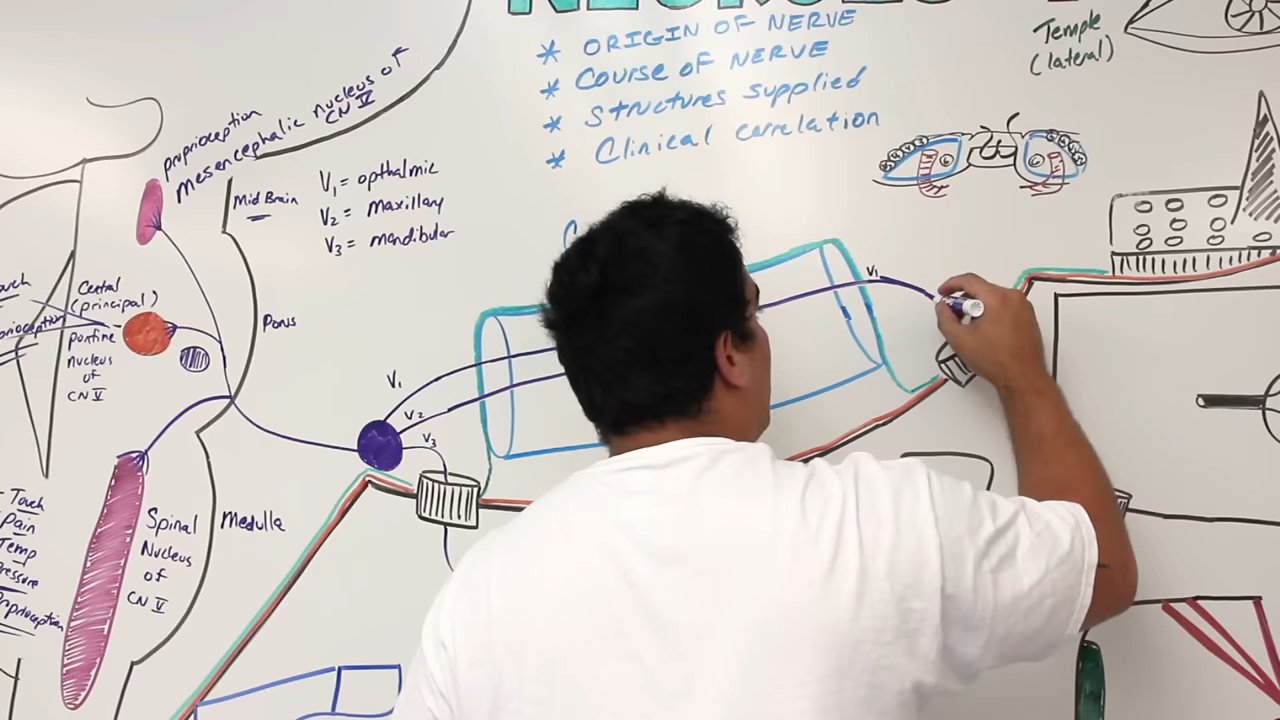 * ORIGIN OF NERVE
* COURSE OF NERVE
* Structures supplied
* Clinical correlation
Temple
(lateral)
propriception
mesencephalic nucleus of
CN V
Mid Brain
V1 = opthalmic
V2 = maxillary
V3 = mandibular
Central
(principal)
pontine
nucleus
of
CN V
Pons
V1
V2
V3
V1
Spinal
Nucleus
of
CN V
Medulla
Touch
Pain
Temp